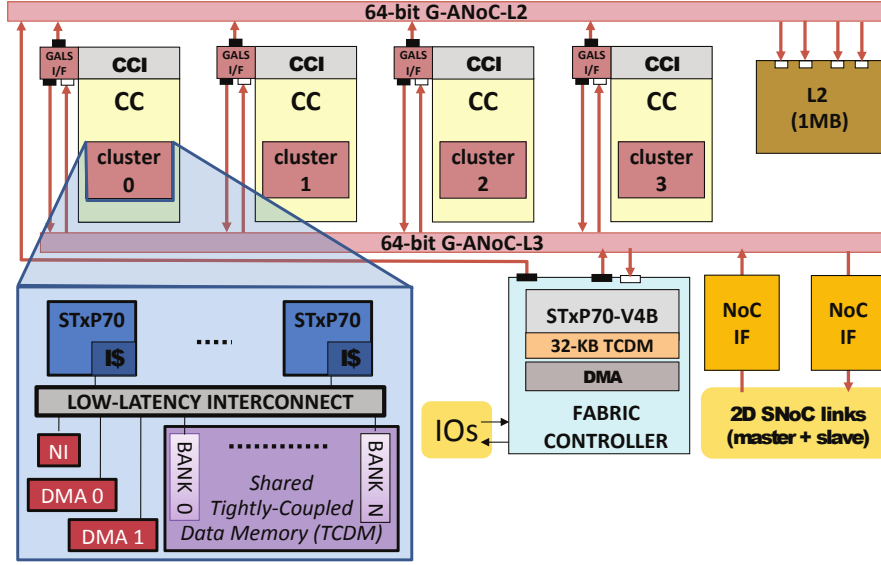 64-bit G-ANoC-L2
GALS
I/F
CCI
CC
cluster
0
GALS
I/F
CCI
CC
cluster
1
GALS
I/F
CCI
CC
cluster
2
GALS
I/F
CCI
CC
cluster
3
L2
(1MB)
64-bit G-ANoC-L3
STxP70
I$
STxP70
I$
LOW-LATENCY INTERCONNECT
NI
DMA 0
DMA 1
BANK 0
BANK N
Shared
Tightly-Coupled
Data Memory (TCDM)
IOs
STxP70-V4B
32-KB TCDM
DMA
FABRIC
CONTROLLER
NoC
IF
NoC
IF
2D SNoC links
(master + slave)